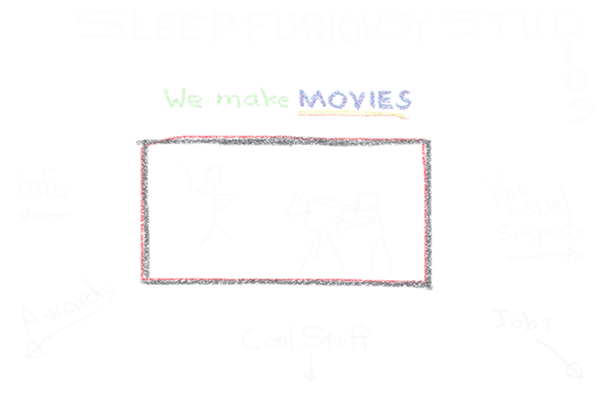 SLEEP FURIOUSY STUDIOS
We make MOVIES
info
the usual suspects
Awards
Cool Stuff
Jobs